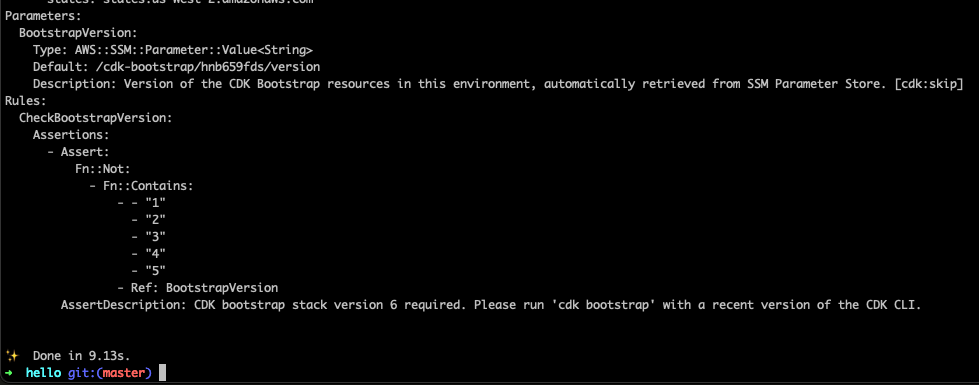 states: states.us-west-2.amazonaws.com
Parameters:
  BootstrapVersion:
    Type: AWS::SSM::Parameter::Value<String>
    Default: /cdk-bootstrap/hnb659fds/version
    Description: Version of the CDK Bootstrap resources in this environment, automatically retrieved from SSM Parameter Store. [cdk:skip]
Rules:
  CheckBootstrapVersion:
    Assertions:
      - Assert:
          Fn::Not:
            - Fn::Contains:
                - - "1"
                  - "2"
                  - "3"
                  - "4"
                  - "5"
                - Ref: BootstrapVersion
        AssertDescription: CDK bootstrap stack version 6 required. Please run 'cdk bootstrap' with a recent version of the CDK CLI.
✨  Done in 9.13s.
➜  hello git:(master)